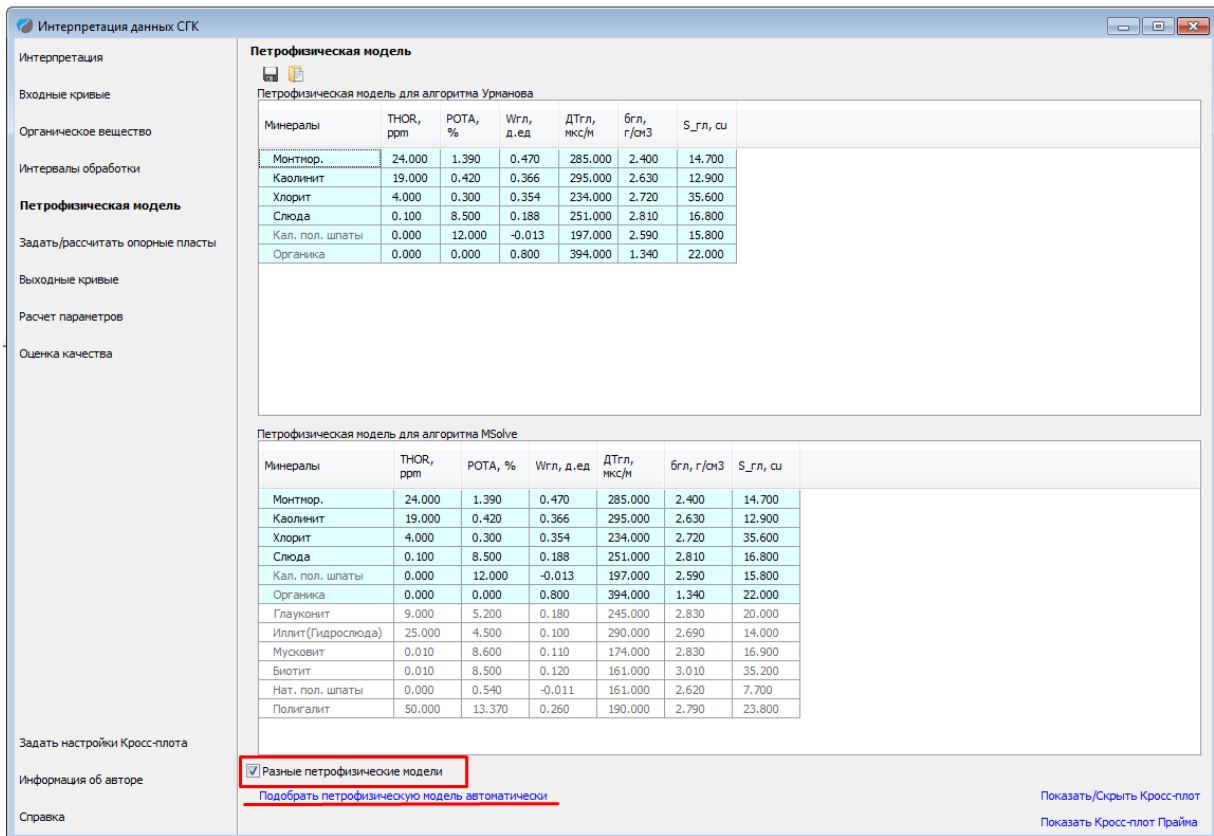 Интерпретация данных СГК
Интерпретация
Входные кривые
Органическое вещество
Интервалы обработки
Петрофизическая модель
Задать/рассчитать опорные пласты
Выходные кривые
Расчет параметров
Оценка качества
Задать настройки Кросс-плота
Информация об авторе
Справка
Петрофизическая модель
Петрофизическая модель для алгоритма Урманова
Минералы THOR, ppm POTA, % Wгл, д.ед ДТгл, мкс/м бгл, г/см3 S_гл, cu
Монтмор. 24.000 1.390 0.470 285.000 2.400 14.700
Каолинит 19.000 0.420 0.366 295.000 2.630 12.900
Хлорит 4.000 0.300 0.354 234.000 2.720 35.600
Слюда 0.100 8.500 0.188 251.000 2.810 16.800
Кал. пол. шпаты 0.000 12.000 -0.013 197.000 2.590 15.800
Органика 0.000 0.000 0.800 394.000 1.340 22.000
Петрофизическая модель для алгоритма MSolve
Минералы THOR, ppm POTA, % Wгл, д.ед ДТгл, мкс/м бгл, г/см3 S_гл, cu
Монтмор. 24.000 1.390 0.470 285.000 2.400 14.700
Каолинит 19.000 0.420 0.366 295.000 2.630 12.900
Хлорит 4.000 0.300 0.354 234.000 2.720 35.600
Слюда 0.100 8.500 0.188 251.000 2.810 16.800
Кал. пол. шпаты 0.000 12.000 -0.013 197.000 2.590 15.800
Органика 0.000 0.000 0.800 394.000 1.340 22.000
Глауконит 9.000 5.200 0.180 245.000 2.830 20.000
Иллит(Гидрослюда) 25.000 4.500 0.100 290.000 2.690 14.000
Мусковит 0.010 8.600 0.110 174.000 2.830 16.900
Биотит 0.010 8.500 0.120 161.000 3.010 35.200
Нат. пол. шпаты 0.000 0.540 -0.011 161.000 2.620 7.700
Полигалит 50.000 13.370 0.260 190.000 2.790 23.800
Разные петрофизические модели
Подобрать петрофизическую модель автоматически
Показать/Скрыть Кросс-плот
Показать Кросс-плот Прайма